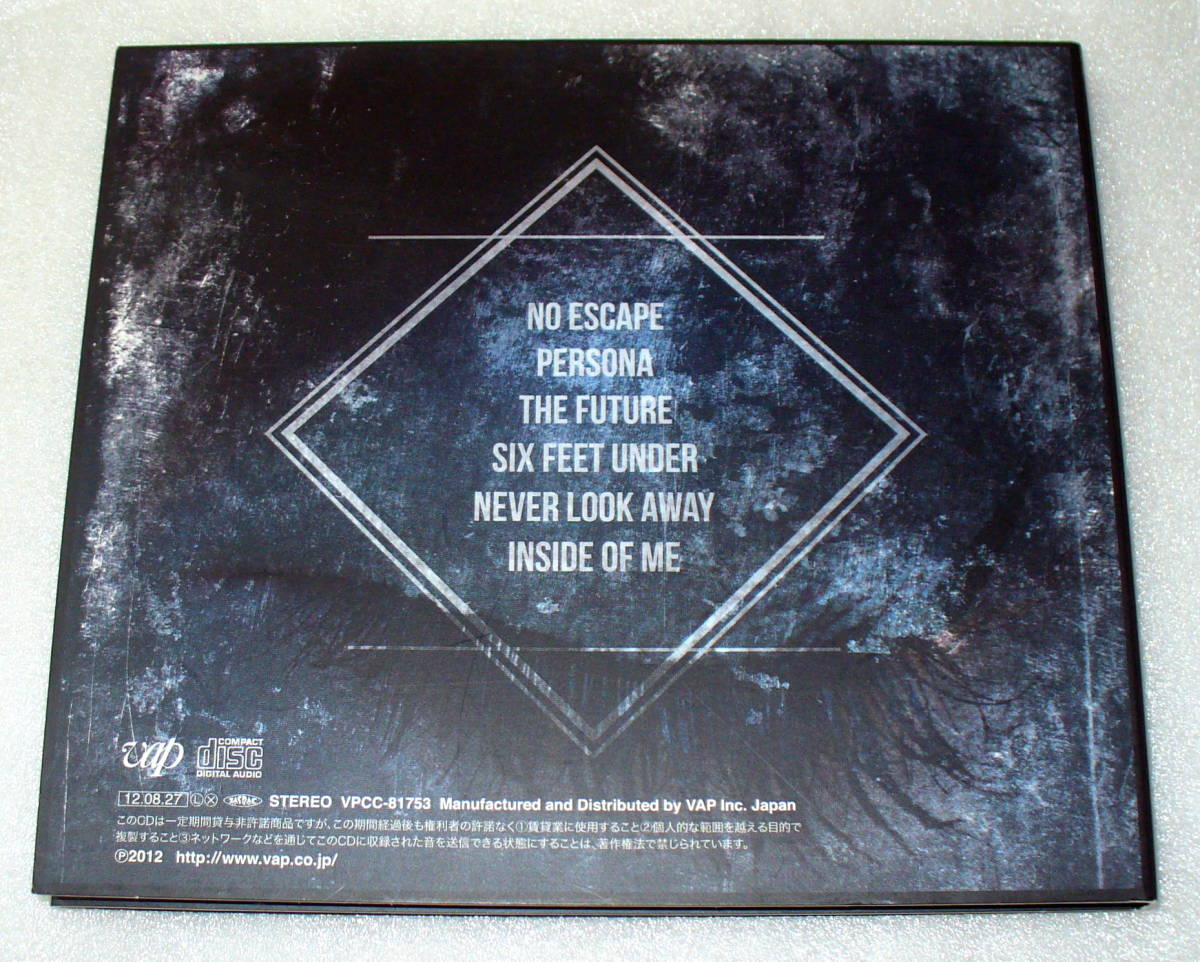 NO ESCAPE
PERSONA
THE FUTURE
SIX FEET UNDER
NEVER LOOK AWAY
INSIDE OF ME
vap
COMPACT
disc
DIGITAL AUDIO
12.08.27 Ⓛ Ⓧ JASRAC STEREO VPCC-81753 Manufactured and Distributed by VAP Inc. Japan
このCDは一定期間貸与非許諾商品ですが、この期間経過後も権利者の許諾なく①賃貸業に使用すること②個人的な範囲を越える目的で
複製すること③ネットワークなどを通じてこのCDに収録された音を送信できる状態にすることは、著作権法で禁じられています。
Ⓟ2012 http://www.vap.co.jp/